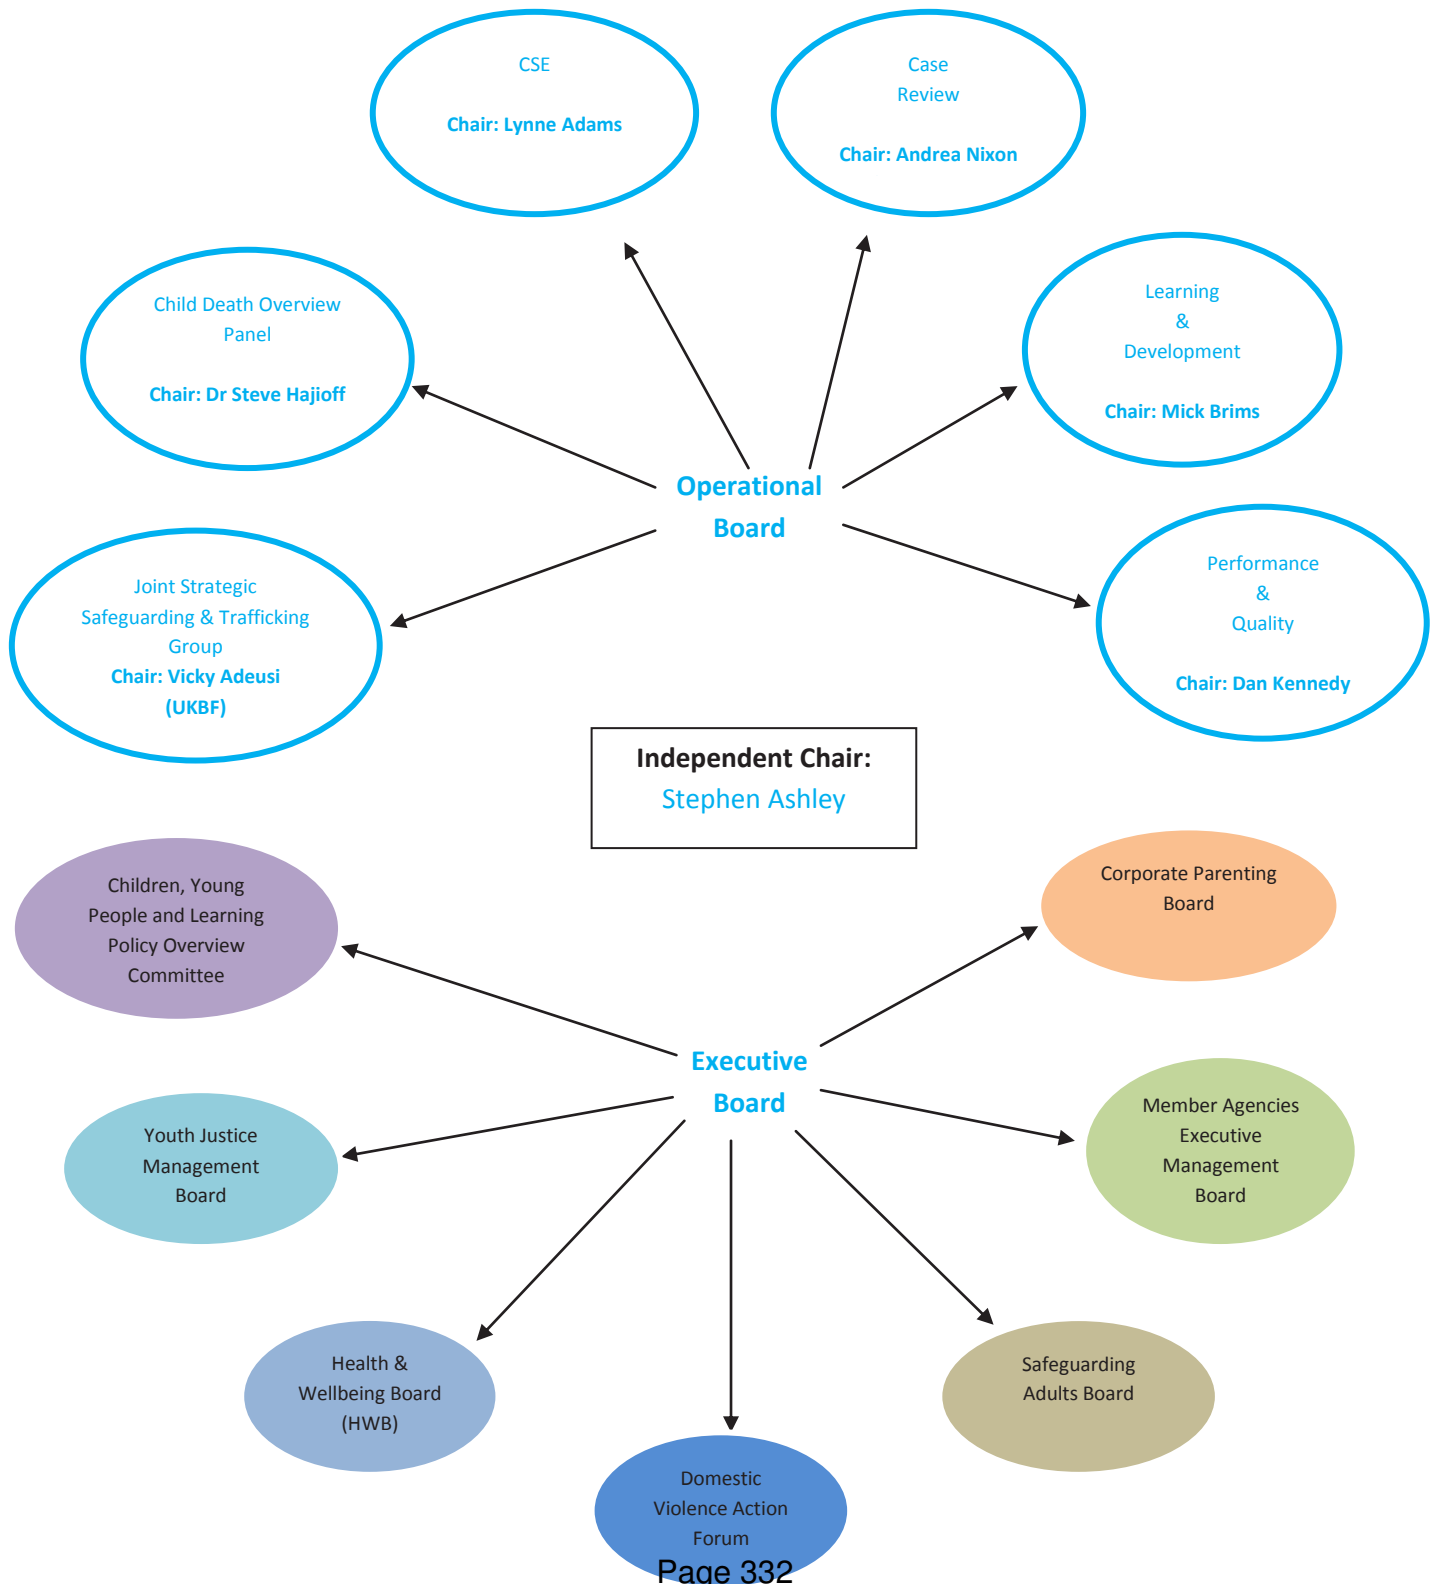 CSE
Chair: Lynne Adams
Case
Review
Chair: Andrea Nixon
Child Death Overview
Panel
Chair: Dr Steve Hajioff
Learning
&
Development
Chair: Mick Brims
Operational
Board
Joint Strategic
Safeguarding & Trafficking
Group
Chair: Vicky Adeusi
(UKBF)
Performance
&
Quality
Chair: Dan Kennedy
Independent Chair:
Stephen Ashley
Children, Young
People and Learning
Policy Overview
Committee
Corporate Parenting
Board
Executive
Board
Youth Justice
Management
Board
Member Agencies
Executive
Management
Board
Health &
Wellbeing Board
(HWB)
Safeguarding
Adults Board
Domestic
Violence Action
Forum
Page 332